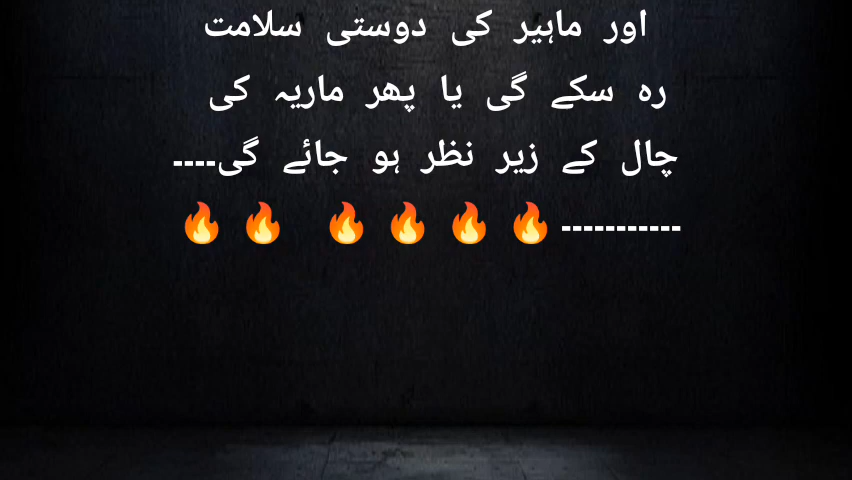 اور ماہیر کی دوستی سلامت
رہ سکے گی یا پھر ماریہ کی
چال کے زیر نظر ہو جائے گی----
----------- 🔥 🔥 🔥 🔥 🔥 🔥